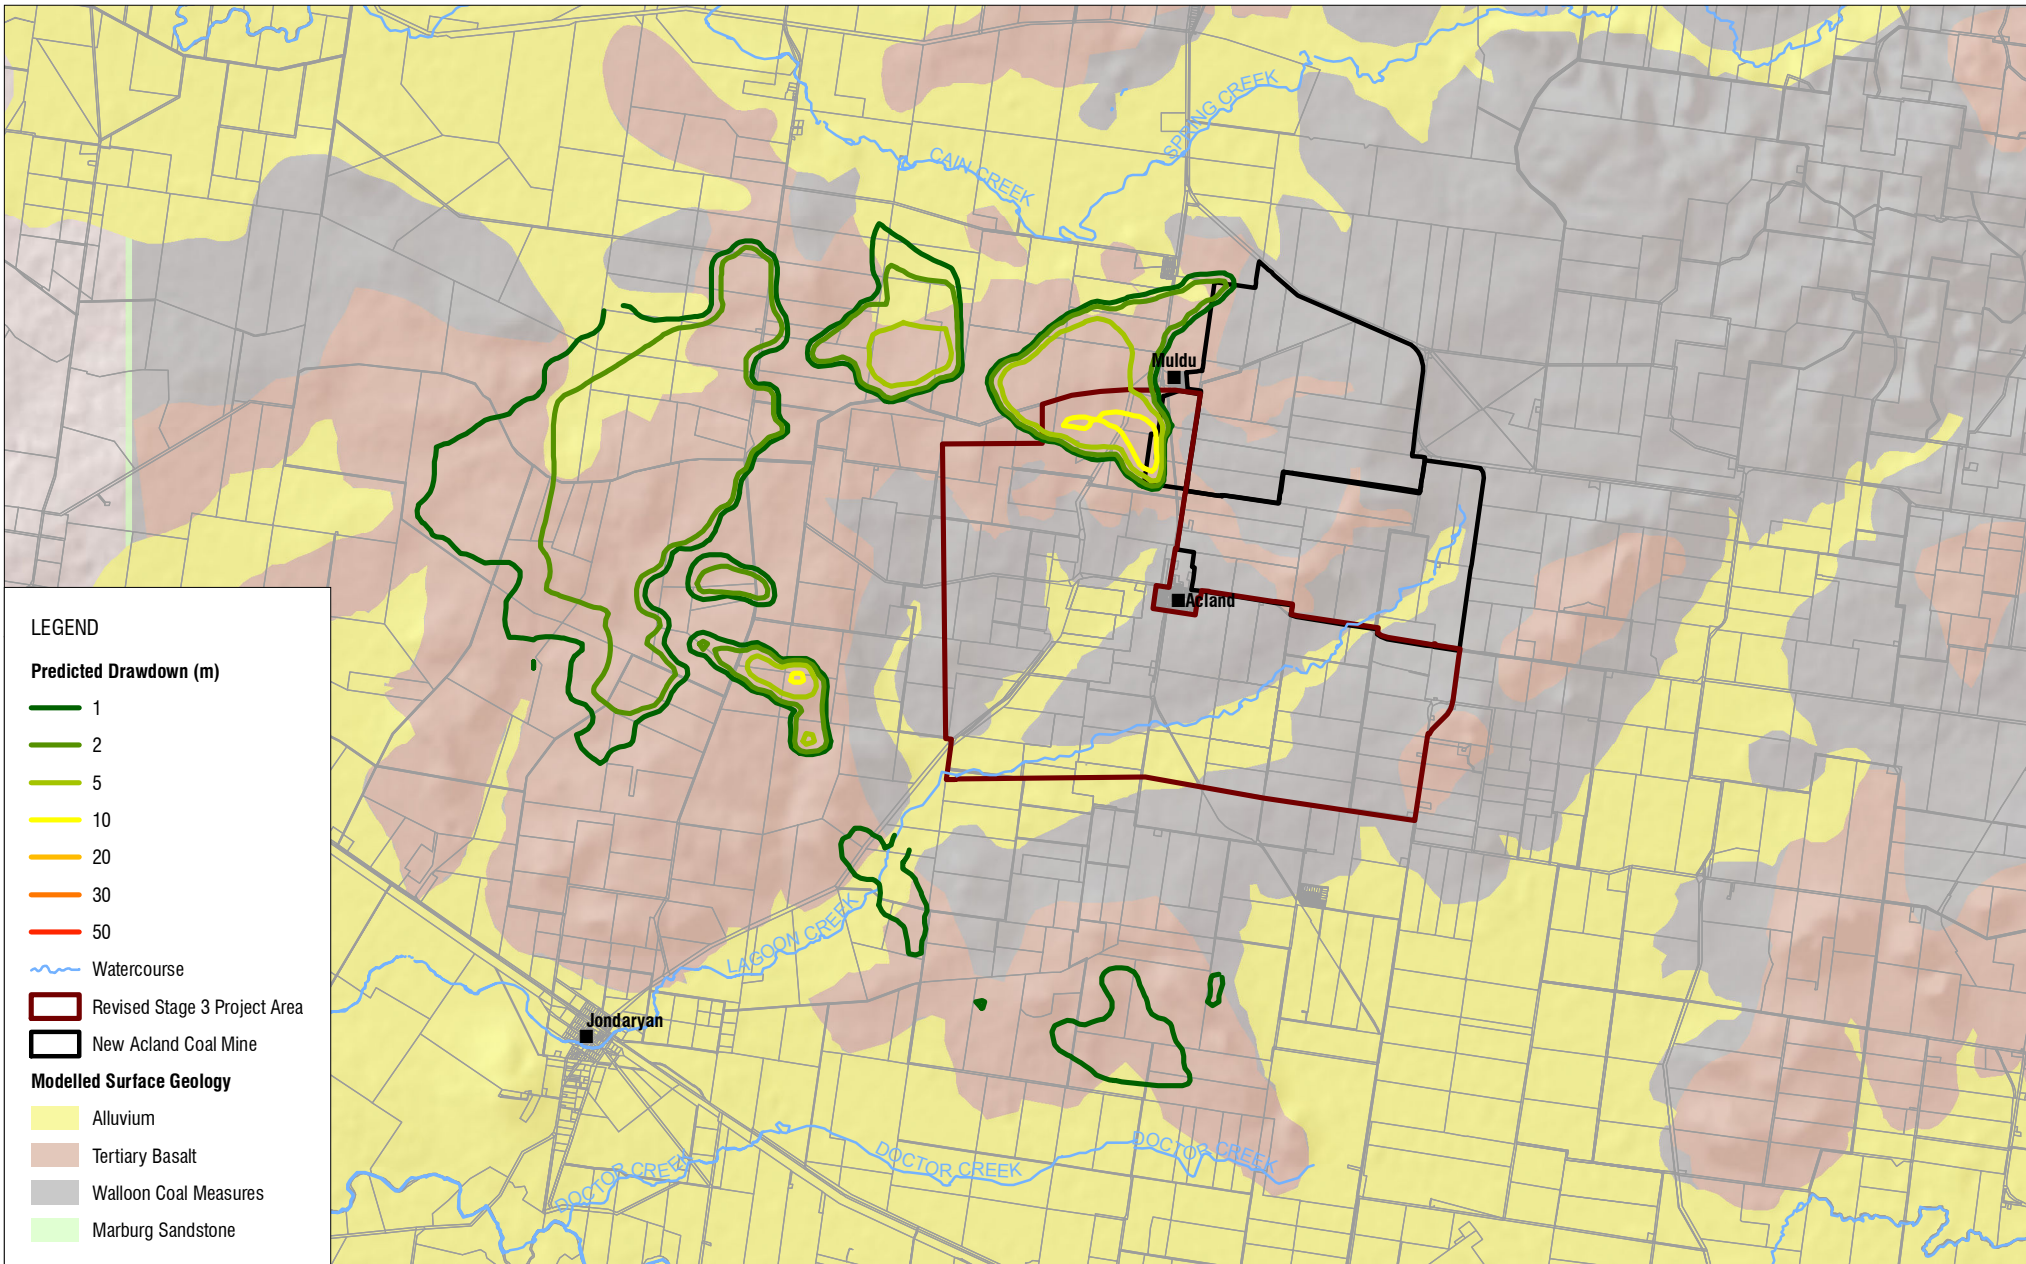 SPRING CREEK
CAIN CREEK
Muldu
Acland
LEGEND
Predicted Drawdown (m)
1
2
5
10
20
30
50
Watercourse
Revised Stage 3 Project Area
New Acland Coal Mine
Modelled Surface Geology
Alluvium
Tertiary Basalt
Walloon Coal Measures
Marburg Sandstone
LAGOON CREEK
Jondaryan
DOCTOR CREEK
DOCTOR CREEK
DOCTOR CREEK